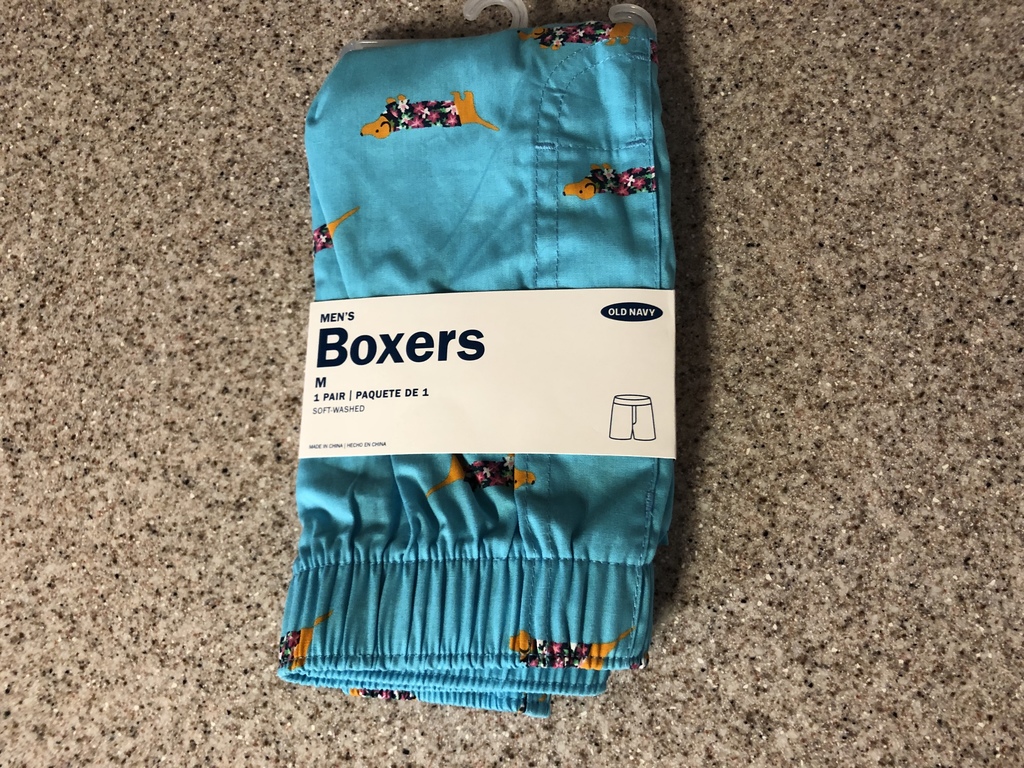 MEN'S
OLD NAVY
Boxers
M
1 PAIR | PAQUETE DE 1
SOFT-WASHED
MADE IN CHINA | HECHO EN CHINA